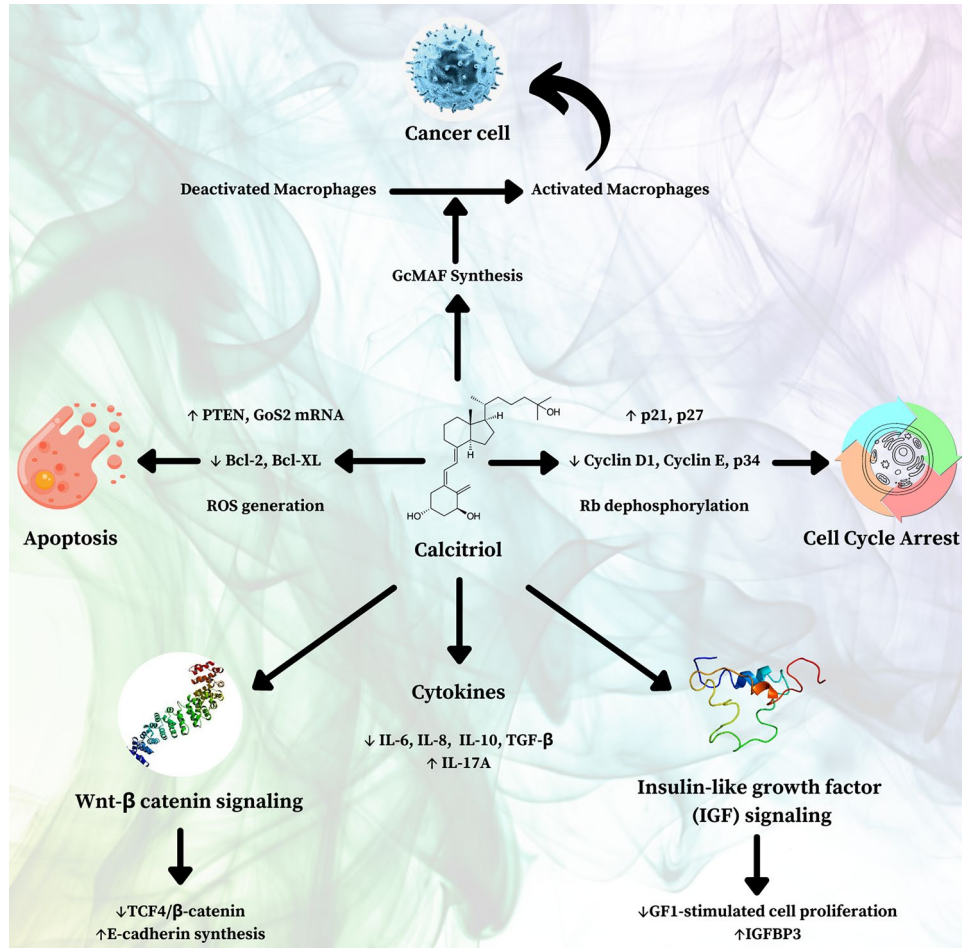 Cancer cell
Deactivated Macrophages
Activated Macrophages
GcMAF Synthesis
↑ PTEN, GoS2 mRNA
↓ Bcl-2, Bcl-XL
ROS generation
Apoptosis
OH
H
H
HO
OH
Calcitriol
↑ p21, p27
↓ Cyclin D1, Cyclin E, p34
Rb dephosphorylation
Cell Cycle Arrest
Wnt-β catenin signaling
↓TCF4/β-catenin
↑E-cadherin synthesis
Cytokines
↓ IL-6, IL-8, IL-10, TGF-β
↑ IL-17A
Insulin-like growth factor
(IGF) signaling
↓GF1-stimulated cell proliferation
↑IGFBP3